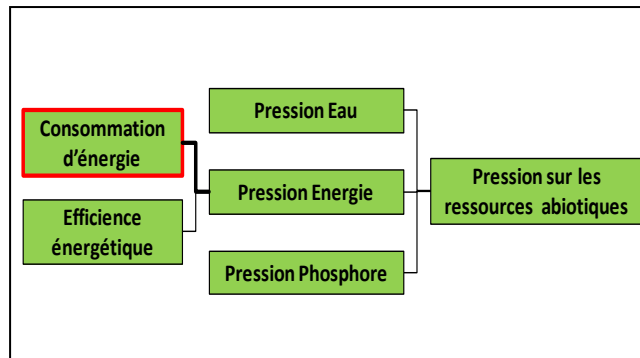 Consommation
d'énergie
Efficience
énergétique
Pression Eau
Pression Energie
Pression Phosphore
Pression sur les
ressources abiotiques